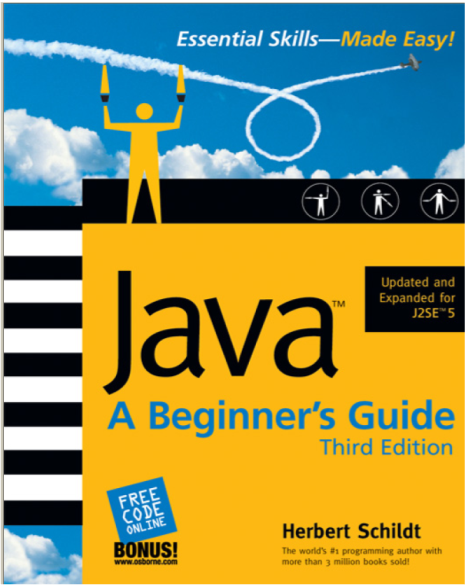 Essential Skills—Made Easy!
Updated and
Expanded for
J2SE™ 5
Java™
A Beginner's Guide
Third Edition
FREE
CODE
ONLINE
BONUS!
www.osborne.com
Herbert Schildt
The world's #1 programming author with
more than 3 million books sold!